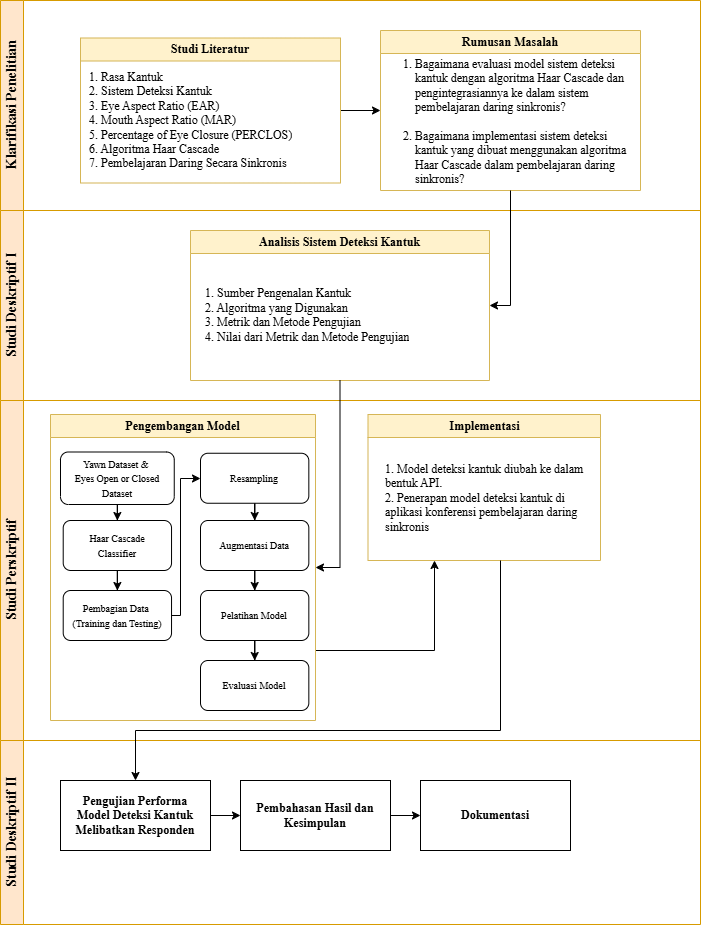 Klarifikasi Penelitian
Studi Literatur
1. Rasa Kantuk
2. Sistem Deteksi Kantuk
3. Eye Aspect Ratio (EAR)
4. Mouth Aspect Ratio (MAR)
5. Percentage of Eye Closure (PERCLOS)
6. Algoritma Haar Cascade
7. Pembelajaran Daring Secara Sinkronis
Rumusan Masalah
1. Bagaimana evaluasi model sistem deteksi
kantuk dengan algoritma Haar Cascade dan
pengintegrasiannya ke dalam sistem
pembelajaran daring sinkronis?
2. Bagaimana implementasi sistem deteksi
kantuk yang dibuat menggunakan algoritma
Haar Cascade dalam pembelajaran daring
sinkronis?
Studi Deskriptif I
Analisis Sistem Deteksi Kantuk
1. Sumber Pengenalan Kantuk
2. Algoritma yang Digunakan
3. Metrik dan Metode Pengujian
4. Nilai dari Metrik dan Metode Pengujian
Studi Perskriptif
Pengembangan Model
Yawn Dataset &
Eyes Open or Closed
Dataset
Haar Cascade
Classifier
Pembagian Data
(Training dan Testing)
Resampling
Augmentasi Data
Pelatihan Model
Evaluasi Model
Implementasi
1. Model deteksi kantuk diubah ke dalam
bentuk API.
2. Penerapan model deteksi kantuk di
aplikasi konferensi pembelajaran daring
sinkronis
Studi Deskriptif II
Pengujian Performa
Model Deteksi Kantuk
Melibatkan Responden
Pembahasan Hasil dan
Kesimpulan
Dokumentasi